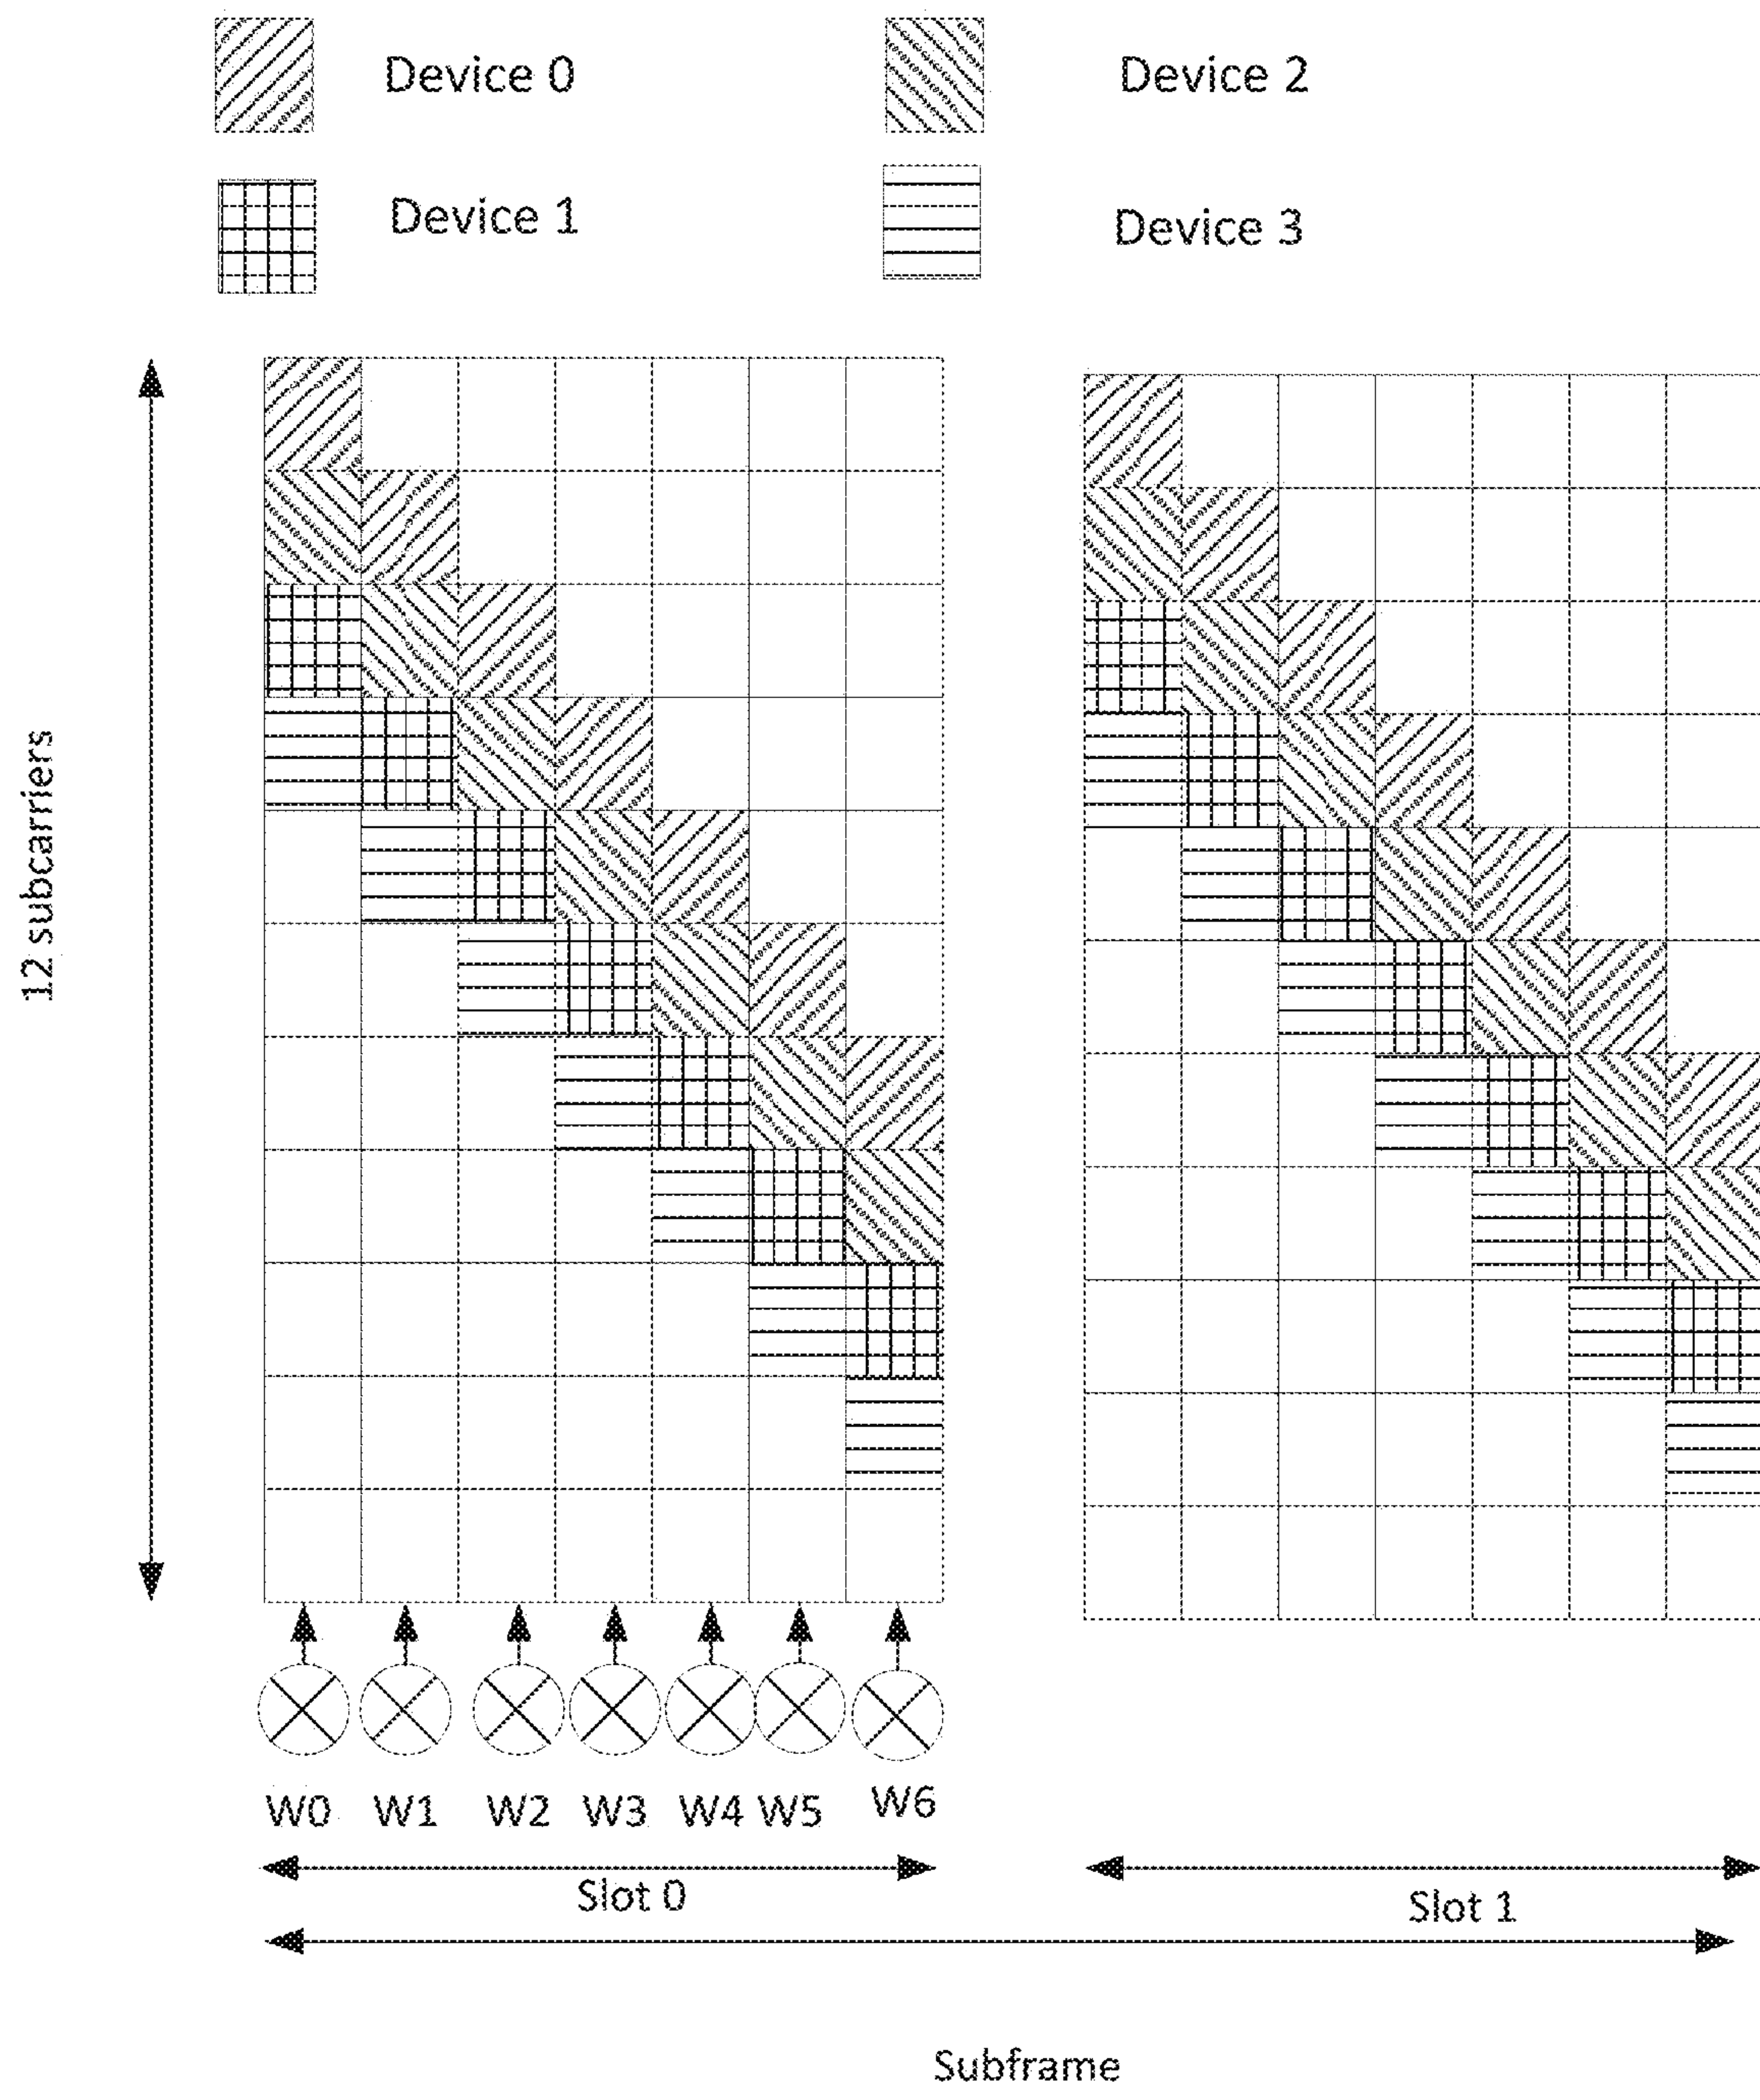 Device 0
Device 2
Device 1
Device 3
12 subcarriers
W0 W1 W2 W3 W4 W5 W6
Slot 0
Slot 1
Subframe